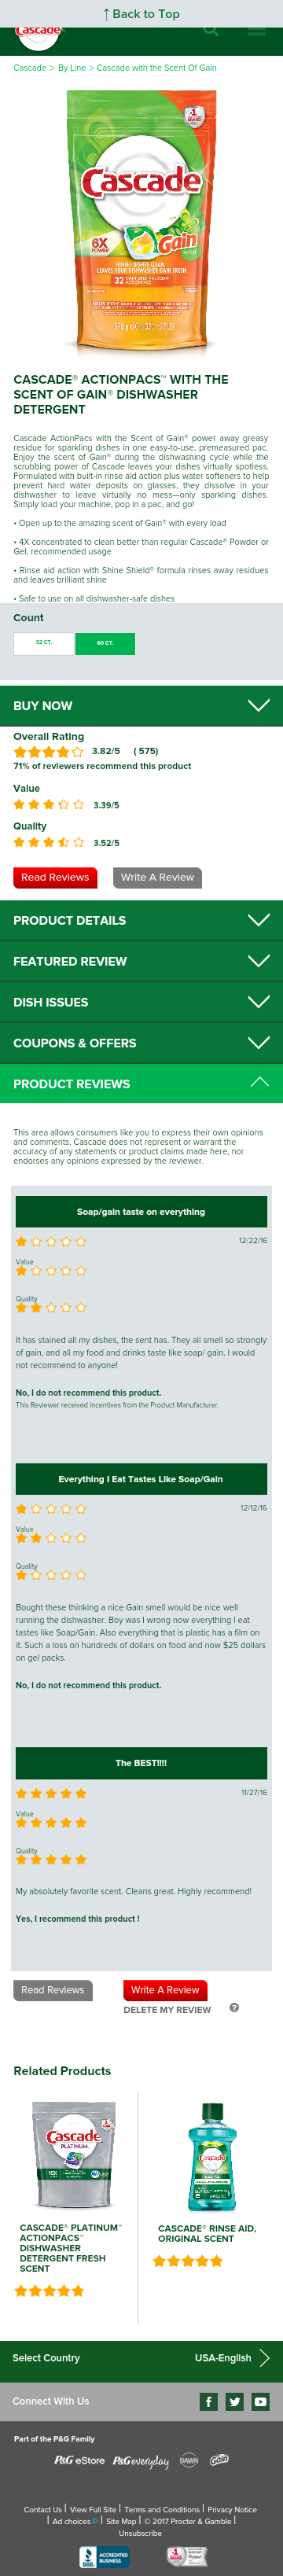 ↑ Back to Top
Cascade
Cascade > By Line > Cascade with the Scent Of Gain
Cascade
6X
POWER
Gain
CASCADE® ACTIONPACS™ WITH THE
SCENT OF GAIN® DISHWASHER
DETERGENT
Cascade ActionPacs with the Scent of Gain® power away greasy
residue for sparkling dishes in one easy-to-use, premeasured pac.
Enjoy the scent of Gain® during the dishwashing cycle while the
scrubbing power of Cascade leaves your dishes virtually spotless.
Formulated with built-in rinse aid action plus water softeners to help
prevent hard water deposits on glasses, they dissolve in your
dishwasher to leave virtually no mess—only sparkling dishes.
Simply load your machine, pop in a pac, and go!
• Open up to the amazing scent of Gain® with every load
• 4X concentrated to clean better than regular Cascade® Powder or
Gel, recommended usage
• Rinse aid action with Shine Shield® formula rinses away residues
and leaves brilliant shine
• Safe to use on all dishwasher-safe dishes
Count
32 CT. 60 CT.
BUY NOW
Overall Rating
3.82/5 ( 575)
71% of reviewers recommend this product
Value
3.39/5
Quality
3.52/5
Read Reviews Write A Review
PRODUCT DETAILS
FEATURED REVIEW
DISH ISSUES
COUPONS & OFFERS
PRODUCT REVIEWS
This area allows consumers like you to express their own opinions
and comments. Cascade does not represent or warrant the
accuracy of any statements or product claims made here, nor
endorses any opinions expressed by the reviewer.
Soap/gain taste on everything
12/22/16
Value
Quality
It has stained all my dishes, the sent has. They all smell so strongly
of gain, and all my food and drinks taste like soap/ gain. I would
not recommend to anyone!
No, I do not recommend this product.
This Reviewer received incentives from the Product Manufacturer.
Everything I Eat Tastes Like Soap/Gain
12/12/16
Value
Quality
Bought these thinking a nice Gain smell would be nice well
running the dishwasher. Boy was I wrong now everything I eat
tastes like Soap/Gain. Also everything that is plastic has a film on
it. Such a loss on hundreds of dollars on food and now $25 dollars
on gel packs.
No, I do not recommend this product.
The BEST!!!!
11/27/16
Value
Quality
My absolutely favorite scent. Cleans great. Highly recommend!
Yes, I recommend this product !
Read Reviews Write A Review
DELETE MY REVIEW ?
Related Products
Cascade
PLATINUM
Cascade
CASCADE® PLATINUM™
ACTIONPACS™
DISHWASHER
DETERGENT FRESH
SCENT
CASCADE® RINSE AID,
ORIGINAL SCENT
Select Country USA-English
Connect With Us
Part of the P&G Family
P&G eStore P&G everyday DAWN Gain
Contact Us | View Full Site | Terms and Conditions | Privacy Notice
| Ad choices | Site Map | © 2017 Procter & Gamble |
Unsubscribe
BBB ACCREDITED BUSINESS